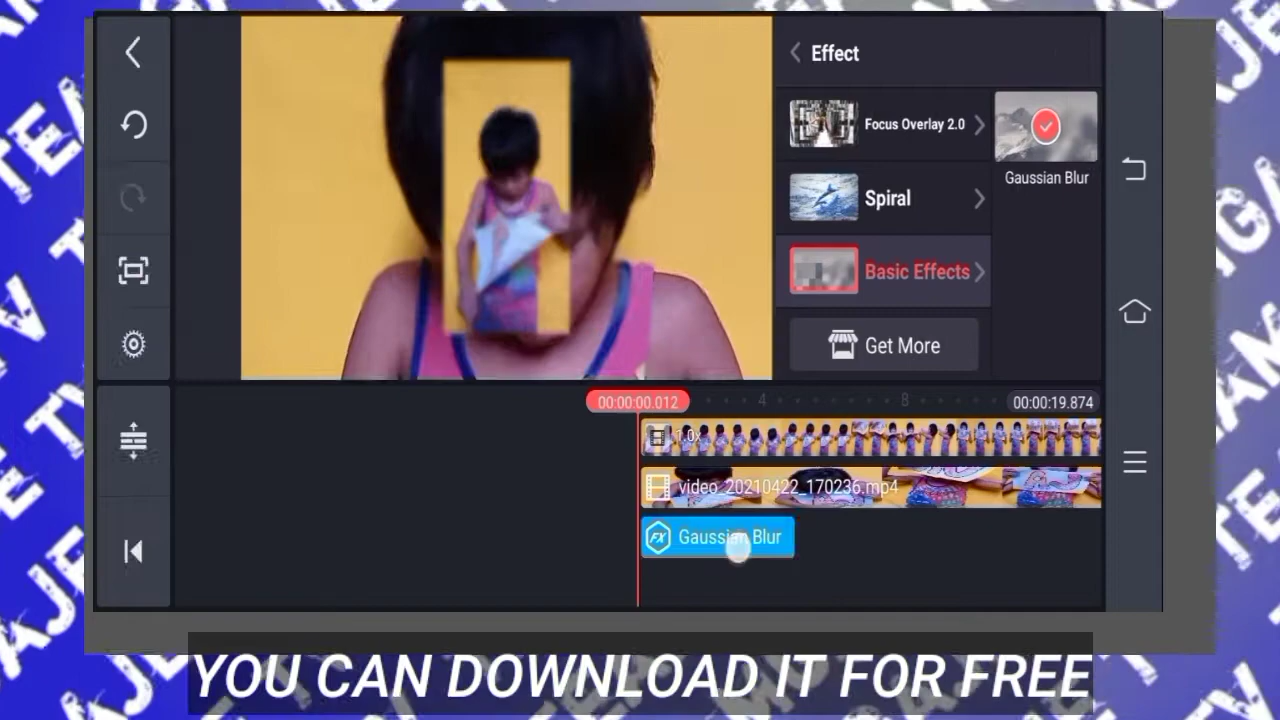 Effect
Focus Overlay 2.0
Gaussian Blur
Spiral
Basic Effects
Get More
00:00:00.012
4
8
00:00:19.874
1.0x
video_20210422_170236.mp4
FX
Gaussian Blur
YOU CAN DOWNLOAD IT FOR FREE